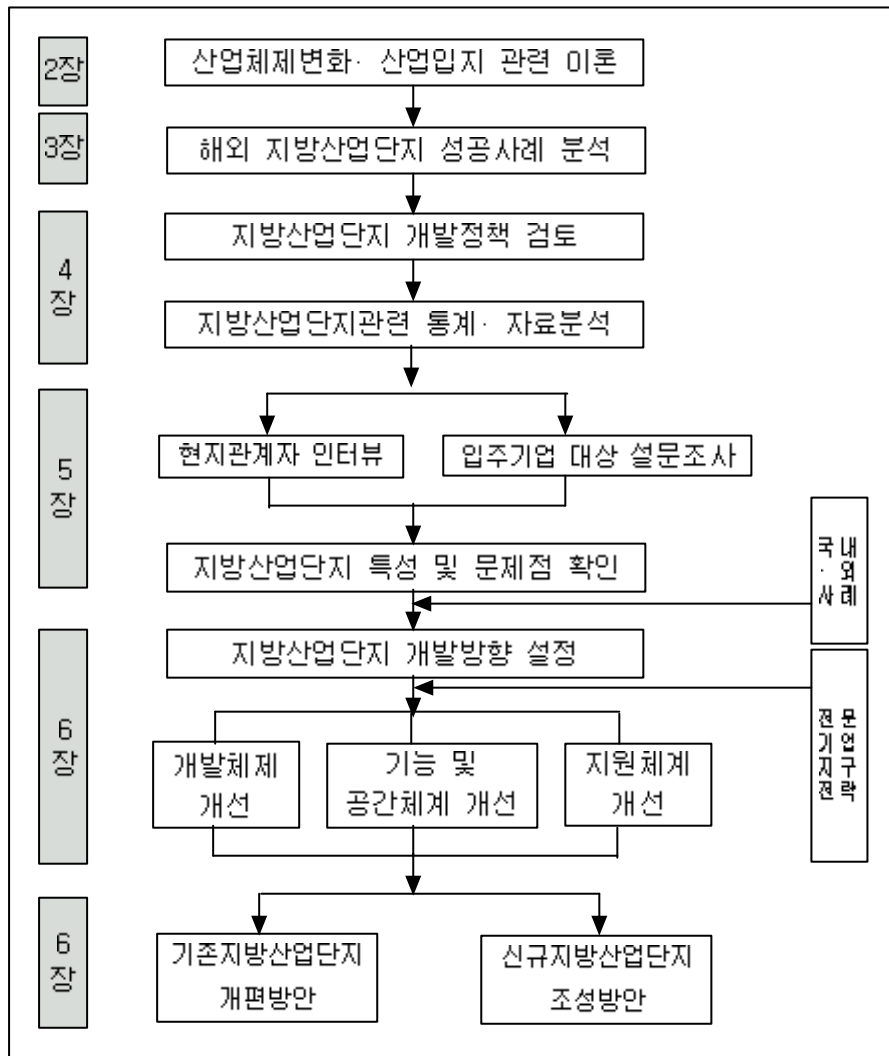 2장
산업체제변화· 산업입지 관련 이론
3장
해외 지방산업단지 성공사례 분석
4
장
지방산업단지 개발정책 검토
지방산업단지관련 통계· 자료분석
5
장
현지관계자 인터뷰
입주기업 대상 설문조사
지방산업단지 특성 및 문제점 확인
국내
·외
사례
6
장
지방산업단지 개발방향 설정
전문
기업
지구
전략
개발체제
개선
기능 및
공간체계 개선
지원체계
개선
6
장
기존지방산업단지
개편방안
신규지방산업단지
조성방안